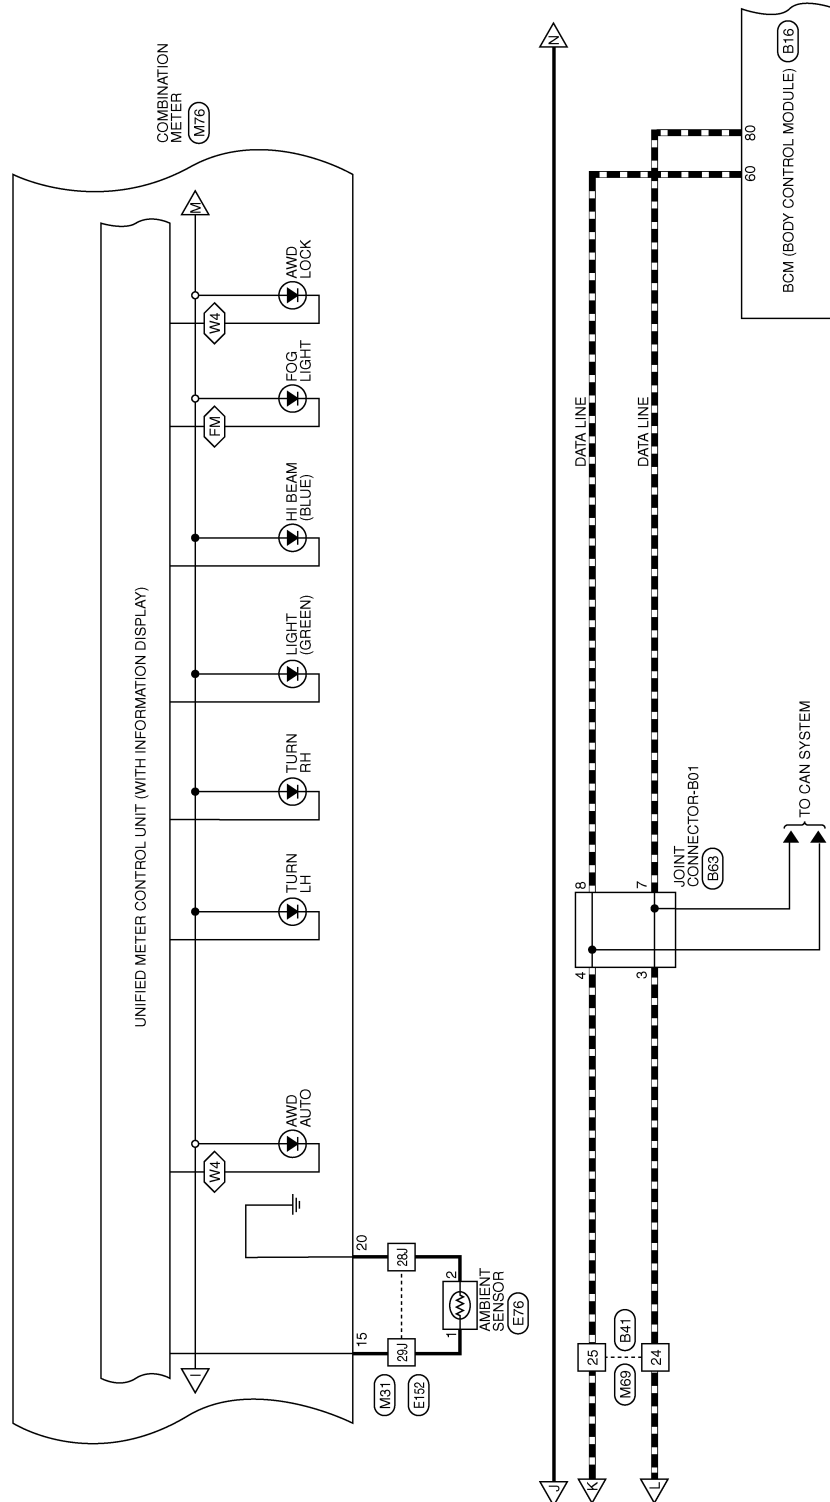 COMBINATION
METER
M76
UNIFIED METER CONTROL UNIT (WITH INFORMATION DISPLAY)
I
M
W4
AWD
AUTO
TURN
LH
TURN
RH
LIGHT
(GREEN)
HI BEAM
(BLUE)
FM
FOG
LIGHT
W4
AWD
LOCK
15
20
29J
28J
M31
E152
1
2
AMBIENT
SENSOR
E76
J
N
K
L
25
24
M69
B41
4
8
3
7
JOINT
CONNECTOR-B01
B63
TO CAN SYSTEM
DATA LINE
DATA LINE
60
80
BCM (BODY CONTROL MODULE)
B16